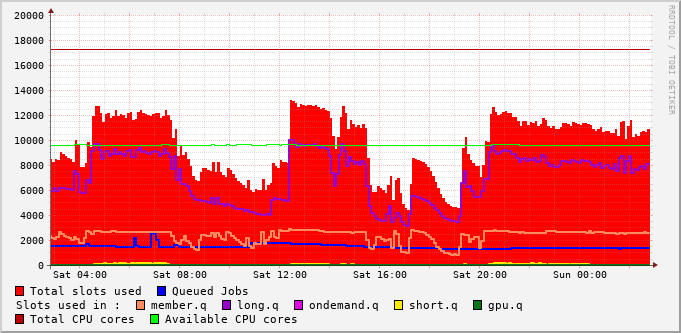 20000
18000
16000
14000
12000
10000
8000
6000
4000
2000
0
Sat 04:00 Sat 08:00 Sat 12:00 Sat 16:00 Sat 20:00 Sun 00:00
Total slots used Queued Jobs
Slots used in : member.q long.q ondemand.q short.q gpu.q
Total CPU cores Available CPU cores
RRDTOOL / TOBI OETIKER